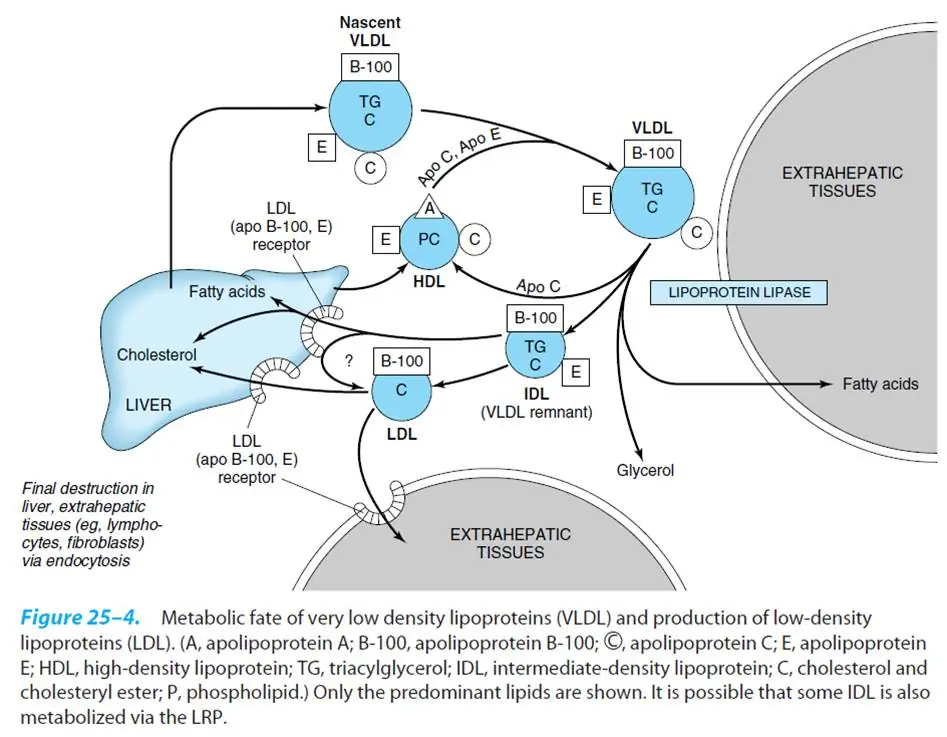 Nascent
VLDL
B-100
TG
C
E
C
VLDL
B-100
TG
C
E
C
EXTRAHEPATIC
TISSUES
Apo C, Apo E
LDL
(apo B-100, E)
receptor
A
E
PC
C
HDL
Apo C
LIPOPROTEIN LIPASE
Fatty acids
B-100
TG
C
E
IDL
(VLDL remnant)
Cholesterol
?
B-100
C
LDL
LIVER
Fatty acids
LDL
(apo B-100, E)
receptor
Glycerol
Final destruction in
liver, extrahepatic
tissues (eg, lympho-
cytes, fibroblasts)
via endocytosis
EXTRAHEPATIC
TISSUES
Figure 25–4. Metabolic fate of very low density lipoproteins (VLDL) and production of low-density
lipoproteins (LDL). (A, apolipoprotein A; B-100, apolipoprotein B-100; Ⓒ, apolipoprotein C; E, apolipoprotein
E; HDL, high-density lipoprotein; TG, triacylglycerol; IDL, intermediate-density lipoprotein; C, cholesterol and
cholesteryl ester; P, phospholipid.) Only the predominant lipids are shown. It is possible that some IDL is also
metabolized via the LRP.